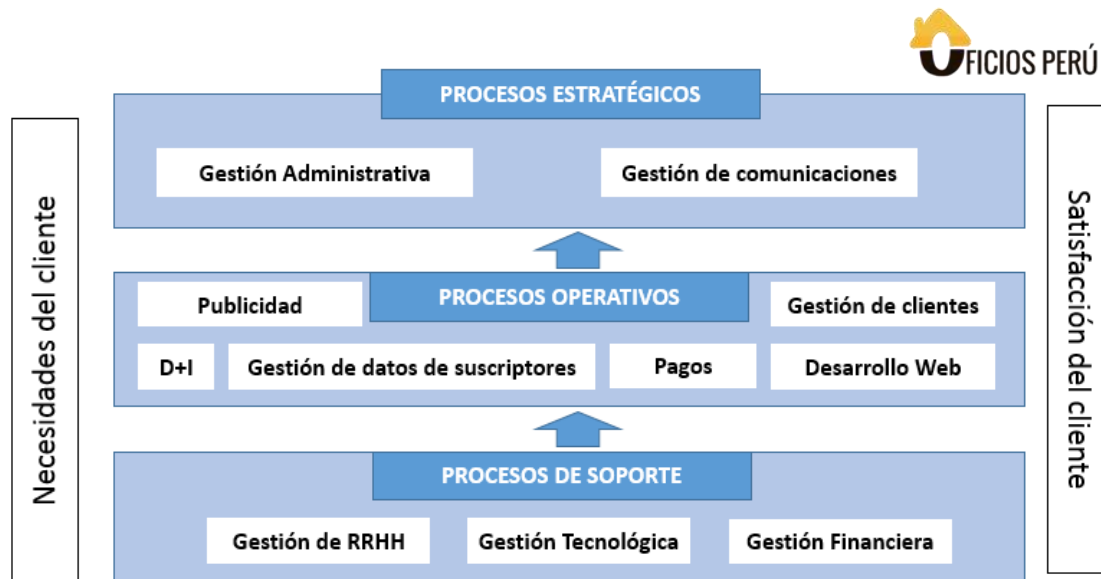 OFICIOS PERÚ
PROCESOS ESTRATÉGICOS
Gestión Administrativa
Gestión de comunicaciones
Necesidades del cliente
Satisfacción del cliente
PROCESOS OPERATIVOS
Publicidad
Gestión de clientes
D+I
Gestión de datos de suscriptores
Pagos
Desarrollo Web
PROCESOS DE SOPORTE
Gestión de RRHH
Gestión Tecnológica
Gestión Financiera